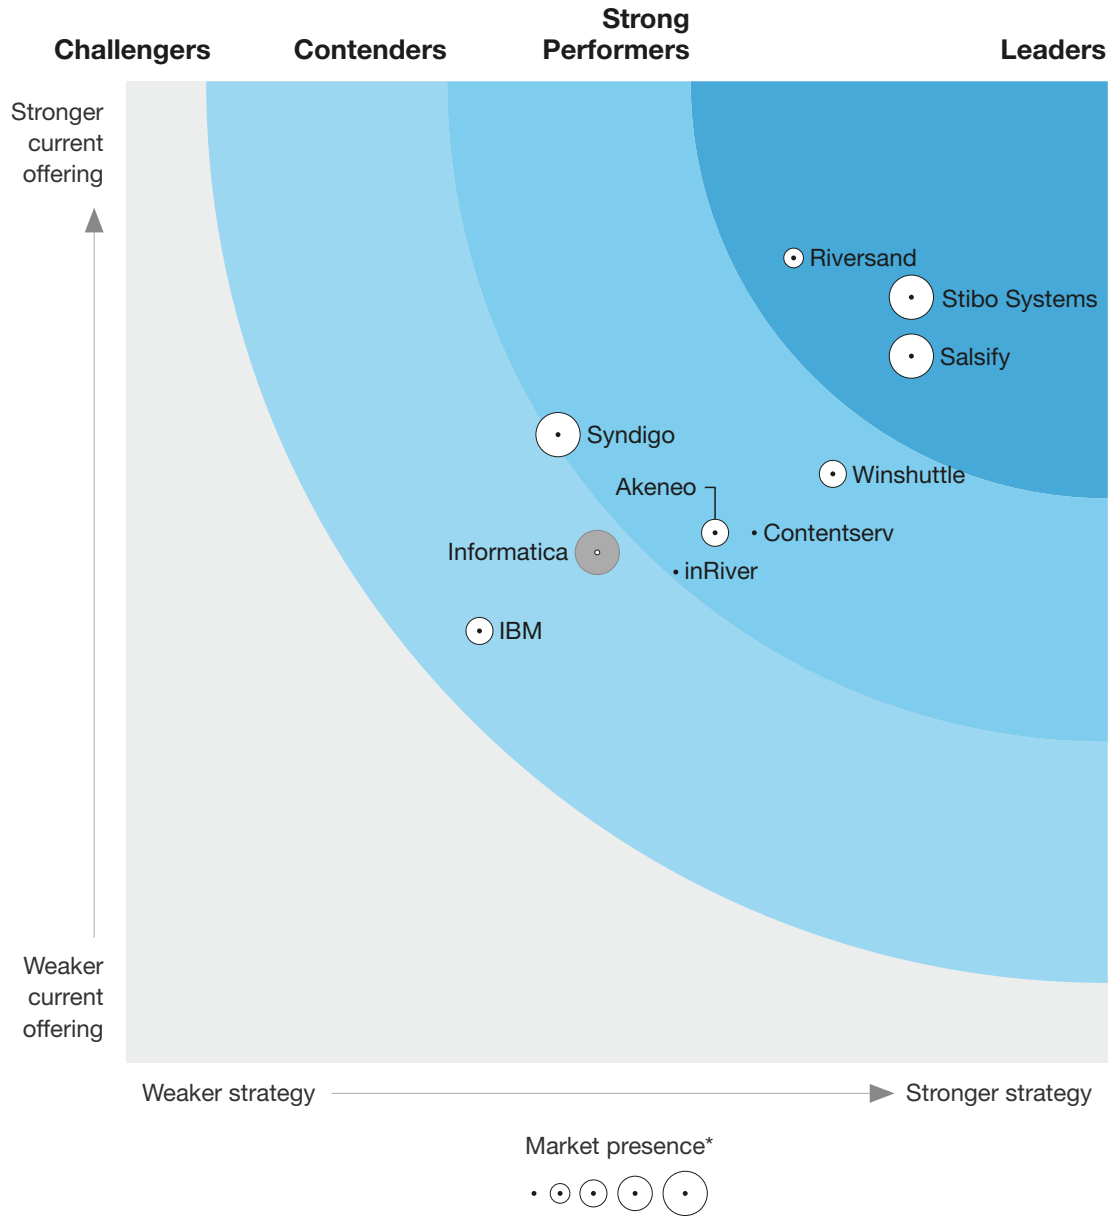 Challengers
Contenders
Strong
Performers
Leaders
Stronger
current
offering
Riversand
Stibo Systems
Salsify
Syndigo
Winshuttle
Akeneo
Contentserv
Informatica
inRiver
IBM
Weaker
current
offering
Weaker strategy
Stronger strategy
Market presence*